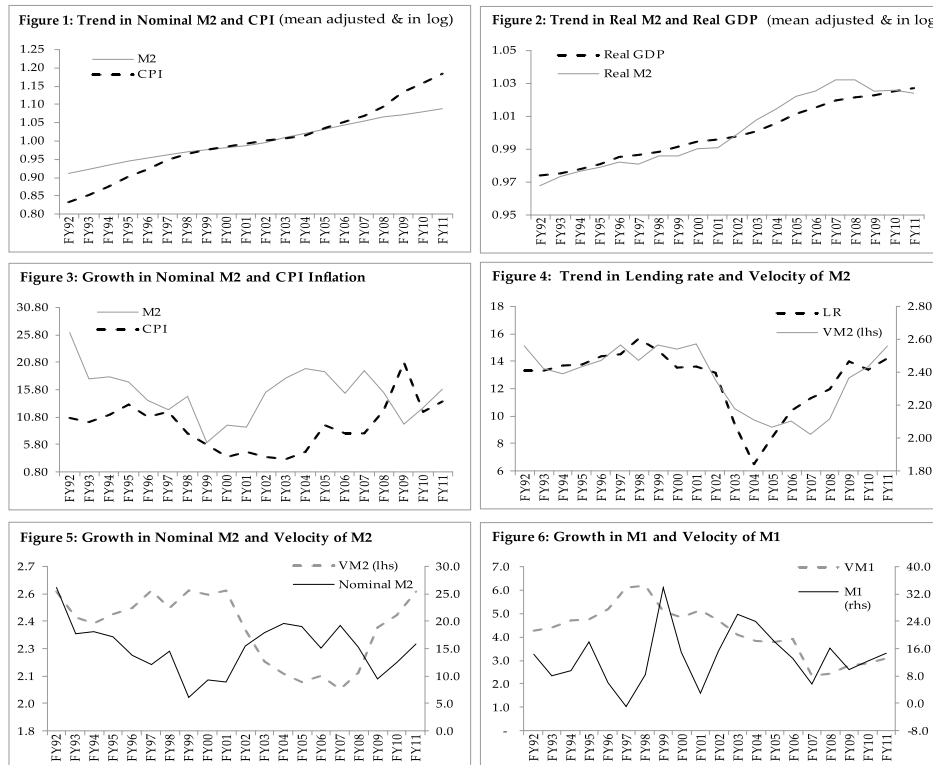 Figure 1: Trend in Nominal M2 and CPI (mean adjusted & in log)
M2
CPI
1.25
1.20
1.15
1.10
1.05
1.00
0.95
0.90
0.85
0.80
FY92 FY93 FY94 FY95 FY96 FY97 FY98 FY99 FY00 FY01 FY02 FY03 FY04 FY05 FY06 FY07 FY08 FY09 FY10 FY11
Figure 2: Trend in Real M2 and Real GDP (mean adjusted & in log
Real GDP
Real M2
1.05
1.03
1.01
0.99
0.97
0.95
FY92 FY93 FY94 FY95 FY96 FY97 FY98 FY99 FY00 FY01 FY02 FY03 FY04 FY05 FY06 FY07 FY08 FY09 FY10 FY11
Figure 3: Growth in Nominal M2 and CPI Inflation
M2
CPI
30.80
25.80
20.80
15.80
10.80
5.80
0.80
FY92 FY93 FY94 FY95 FY96 FY97 FY98 FY99 FY00 FY01 FY02 FY03 FY04 FY05 FY06 FY07 FY08 FY09 FY10 FY11
Figure 4: Trend in Lending rate and Velocity of M2
LR
VM2 (lhs)
18
16
14
12
10
8
6
2.80
2.60
2.40
2.20
2.00
1.80
FY92 FY93 FY94 FY95 FY96 FY97 FY98 FY99 FY00 FY01 FY02 FY03 FY04 FY05 FY06 FY07 FY08 FY09 FY10 FY11
Figure 5: Growth in Nominal M2 and Velocity of M2
VM2 (lhs)
Nominal M2
2.7
2.6
2.4
2.3
2.1
2.0
1.8
30.0
25.0
20.0
15.0
10.0
5.0
0.0
FY92 FY93 FY94 FY95 FY96 FY97 FY98 FY99 FY00 FY01 FY02 FY03 FY04 FY05 FY06 FY07 FY08 FY09 FY10 FY11
Figure 6: Growth in M1 and Velocity of M1
VM1
M1
(rhs)
7.0
6.0
5.0
4.0
3.0
2.0
1.0
-
40.0
32.0
24.0
16.0
8.0
0.0
-8.0
FY92 FY93 FY94 FY95 FY96 FY97 FY98 FY99 FY00 FY01 FY02 FY03 FY04 FY05 FY06 FY07 FY08 FY09 FY10 FY11